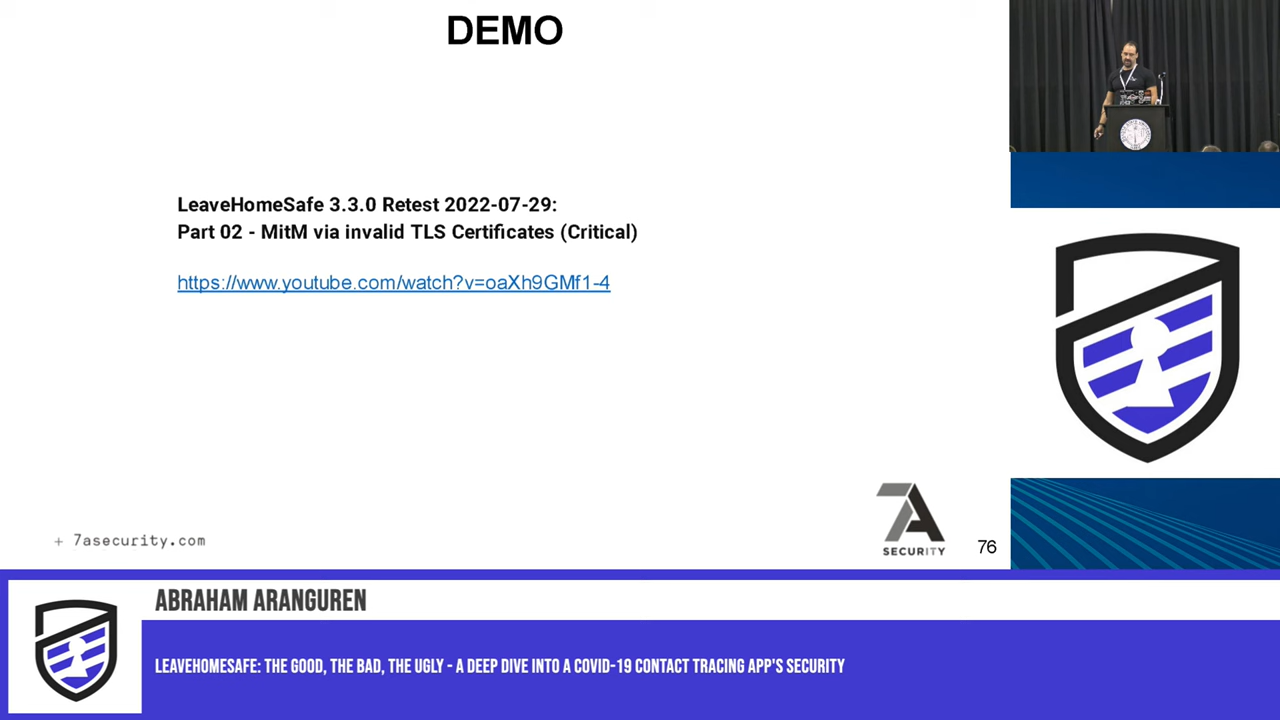 DEMO
LeaveHomeSafe 3.3.0 Retest 2022-07-29:
Part 02 - MitM via invalid TLS Certificates (Critical)
https://www.youtube.com/watch?v=oaXh9GMf1-4
+ 7asecurity.com
7A
SECURITY
76
ABRAHAM ARANGUREN
LEAVEHOMESAFE: THE GOOD, THE BAD, THE UGLY - A DEEP DIVE INTO A COVID-19 CONTACT TRACING APP'S SECURITY